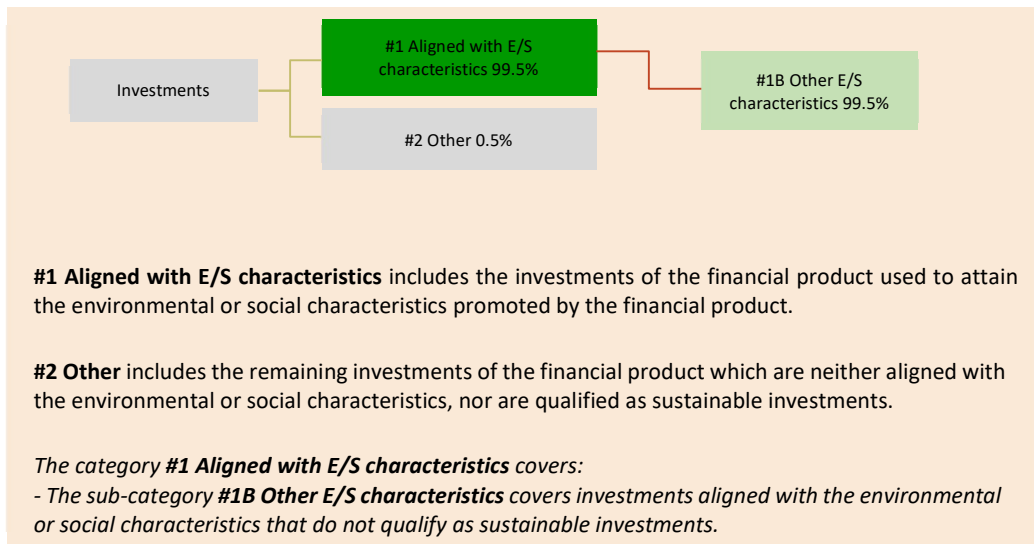 Investments
#1 Aligned with E/S
characteristics 99.5%
#2 Other 0.5%
#1B Other E/S
characteristics 99.5%
#1 Aligned with E/S characteristics includes the investments of the financial product used to attain
the environmental or social characteristics promoted by the financial product.
#2 Other includes the remaining investments of the financial product which are neither aligned with
the environmental or social characteristics, nor are qualified as sustainable investments.
The category #1 Aligned with E/S characteristics covers:
- The sub-category #1B Other E/S characteristics covers investments aligned with the environmental
or social characteristics that do not qualify as sustainable investments.